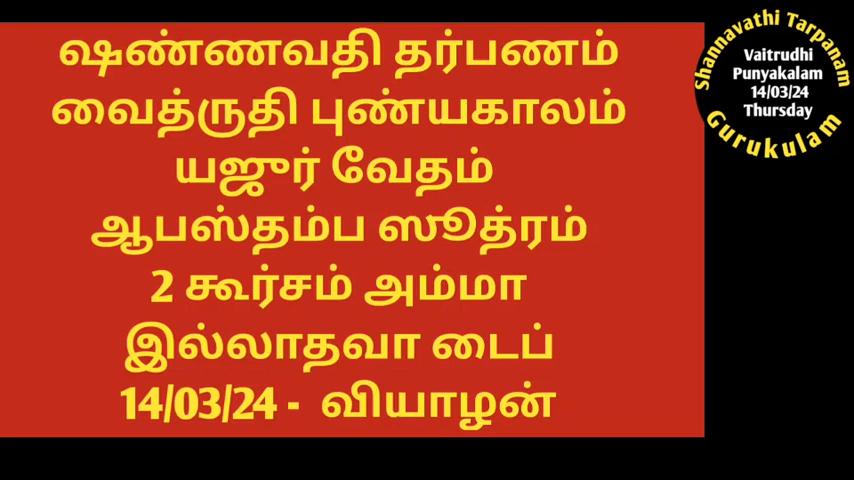 ஷண்ணவதி தர்பணம்
வைத்ருதி புண்யகாலம்
யஜுர் வேதம்
ஆபஸ்தம்ப ஸூத்ரம்
2 கூர்சம் அம்மா
இல்லாதவா டைப்
14/03/24 - வியாழன்
Shannavathi Tarpanam
Vaitrudhi
Punyakalam
14/03/24
Thursday
Gurukulam